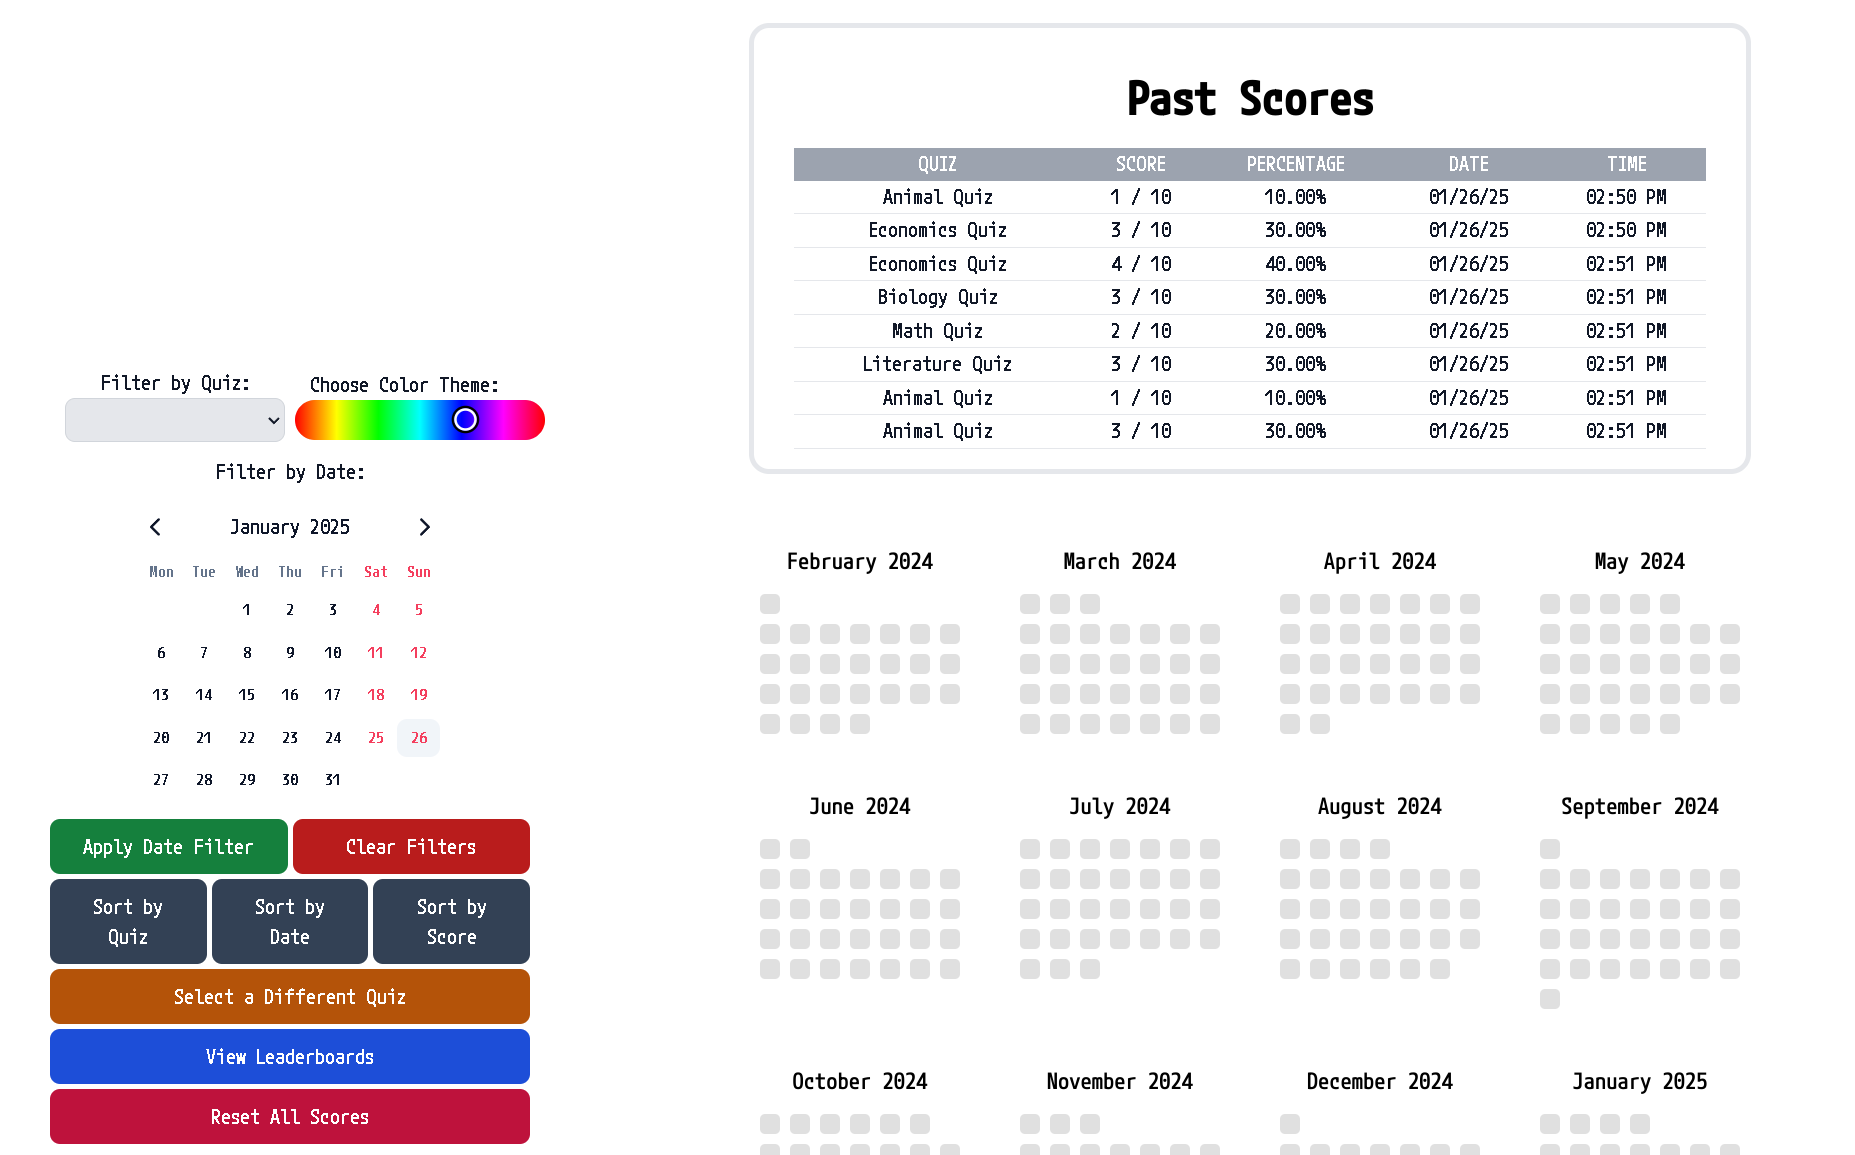 Past Scores
QUIZ SCORE PERCENTAGE DATE TIME
Animal Quiz 1 / 10 10.00% 01/26/25 02:50 PM
Economics Quiz 3 / 10 30.00% 01/26/25 02:50 PM
Economics Quiz 4 / 10 40.00% 01/26/25 02:51 PM
Biology Quiz 3 / 10 30.00% 01/26/25 02:51 PM
Math Quiz 2 / 10 20.00% 01/26/25 02:51 PM
Literature Quiz 3 / 10 30.00% 01/26/25 02:51 PM
Animal Quiz 1 / 10 10.00% 01/26/25 02:51 PM
Animal Quiz 3 / 10 30.00% 01/26/25 02:51 PM
Filter by Quiz: Choose Color Theme:
Filter by Date:
January 2025
Mon Tue Wed Thu Fri Sat Sun
1 2 3 4 5
6 7 8 9 10 11 12
13 14 15 16 17 18 19
20 21 22 23 24 25 26
27 28 29 30 31
Apply Date Filter Clear Filters
Sort by Quiz
Sort by Date
Sort by Score
Select a Different Quiz
View Leaderboards
Reset All Scores
February 2024 March 2024 April 2024 May 2024
June 2024 July 2024 August 2024 September 2024
October 2024 November 2024 December 2024 January 2025